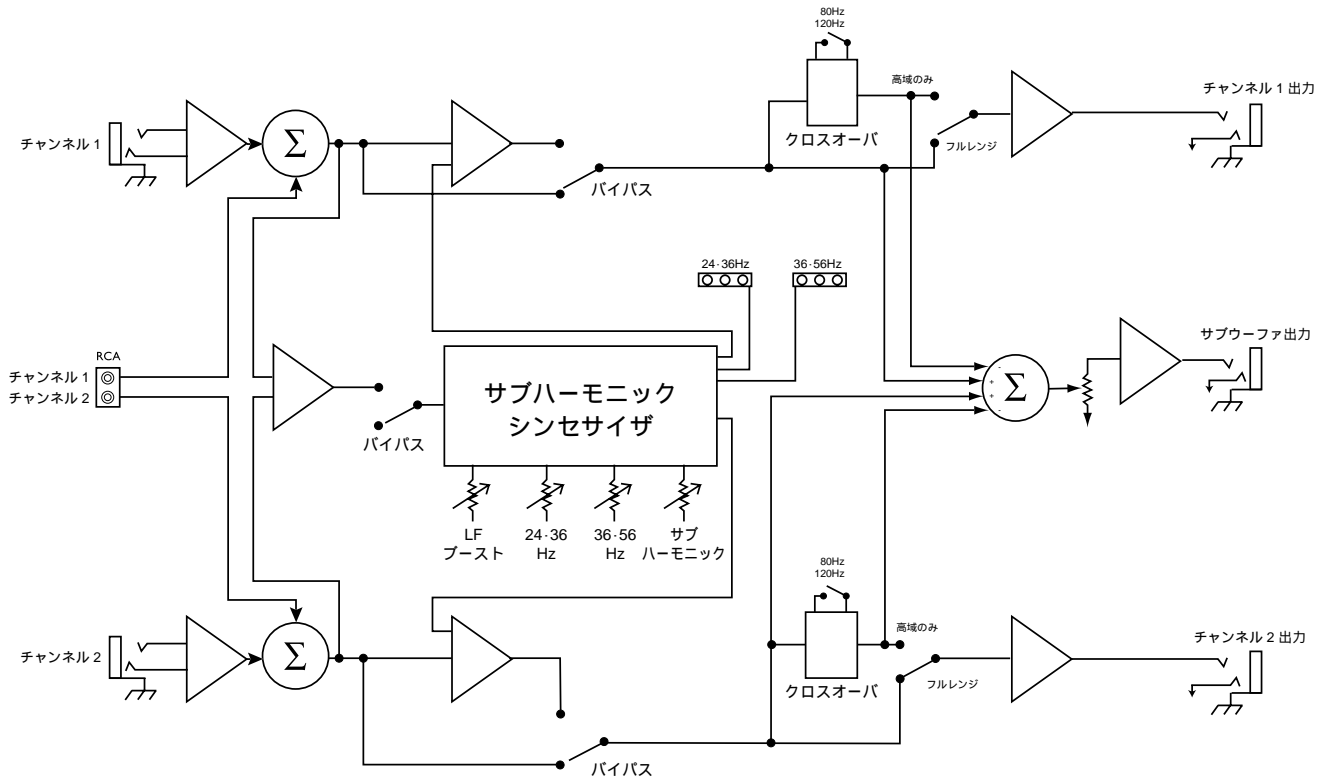 80Hz
120Hz
高域のみ
チャンネル 1 出力
チャンネル 1
Σ
クロスオーバ
フルレンジ
バイパス
24·36Hz
36·56Hz
サブウーファ出力
RCA
チャンネル 1
チャンネル 2
サブハーモニック
シンセサイザ
-
+
Σ
+
-
バイパス
LF
ブースト
24·36
Hz
36·56
Hz
サブ
ハーモニック
80Hz
120Hz
高域のみ
チャンネル 2 出力
チャンネル 2
Σ
クロスオーバ
フルレンジ
バイパス